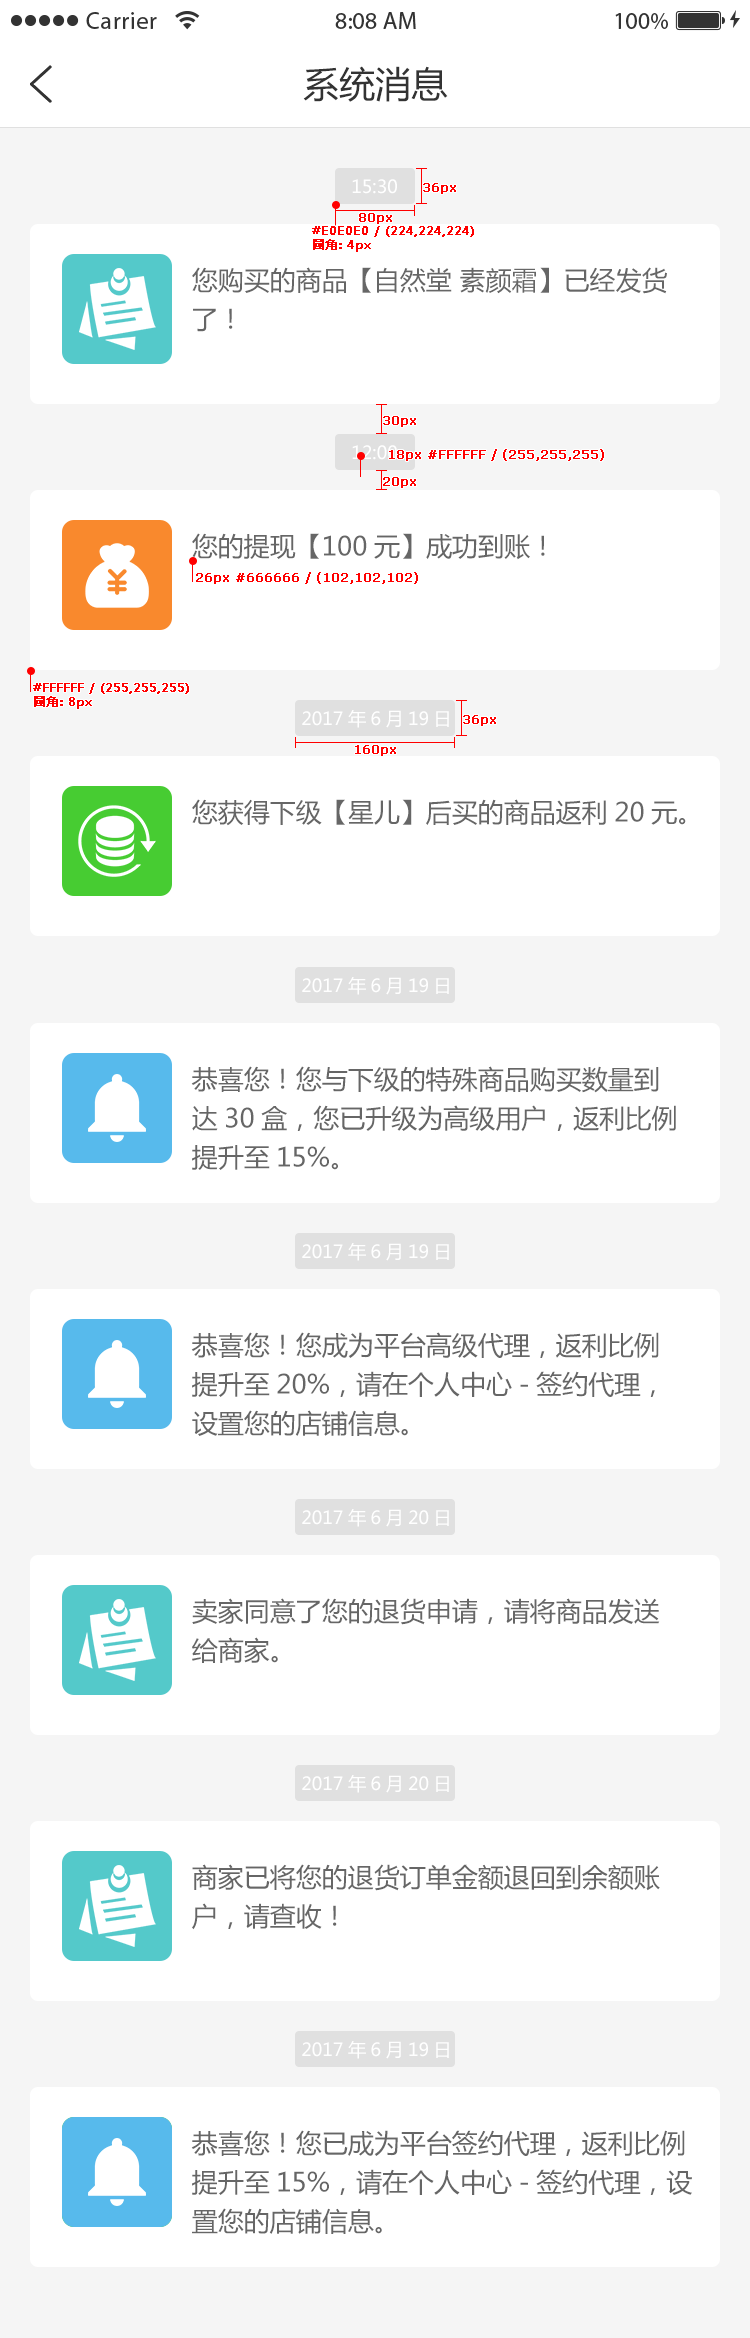 Carrier 8:08 AM 100%
系统消息
15:30
36px
80px
#E0E0E0 / (224,224,224)
圆角: 4px
您购买的商品【自然堂 素颜霜】已经发货
了！
30px
18px #FFFFFF / (255,255,255)
20px
您的提现【100 元】成功到账！
26px #666666 / (102,102,102)
#FFFFFF / (255,255,255)
圆角: 8px
2017 年 6 月 19 日
36px
160px
您获得下级【星儿】后买的商品返利 20 元。
2017 年 6 月 19 日
恭喜您！您与下级的特殊商品购买数量到
达 30 盒，您已升级为高级用户，返利比例
提升至 15%。
2017 年 6 月 19 日
恭喜您！您成为平台高级代理，返利比例
提升至 20%，请在个人中心 - 签约代理，
设置您的店铺信息。
2017 年 6 月 20 日
卖家同意了您的退货申请，请将商品发送
给商家。
2017 年 6 月 20 日
商家已将您的退货订单金额退回到余额账
户，请查收！
2017 年 6 月 19 日
恭喜您！您已成为平台签约代理，返利比例
提升至 15%，请在个人中心 - 签约代理，设
置您的店铺信息。